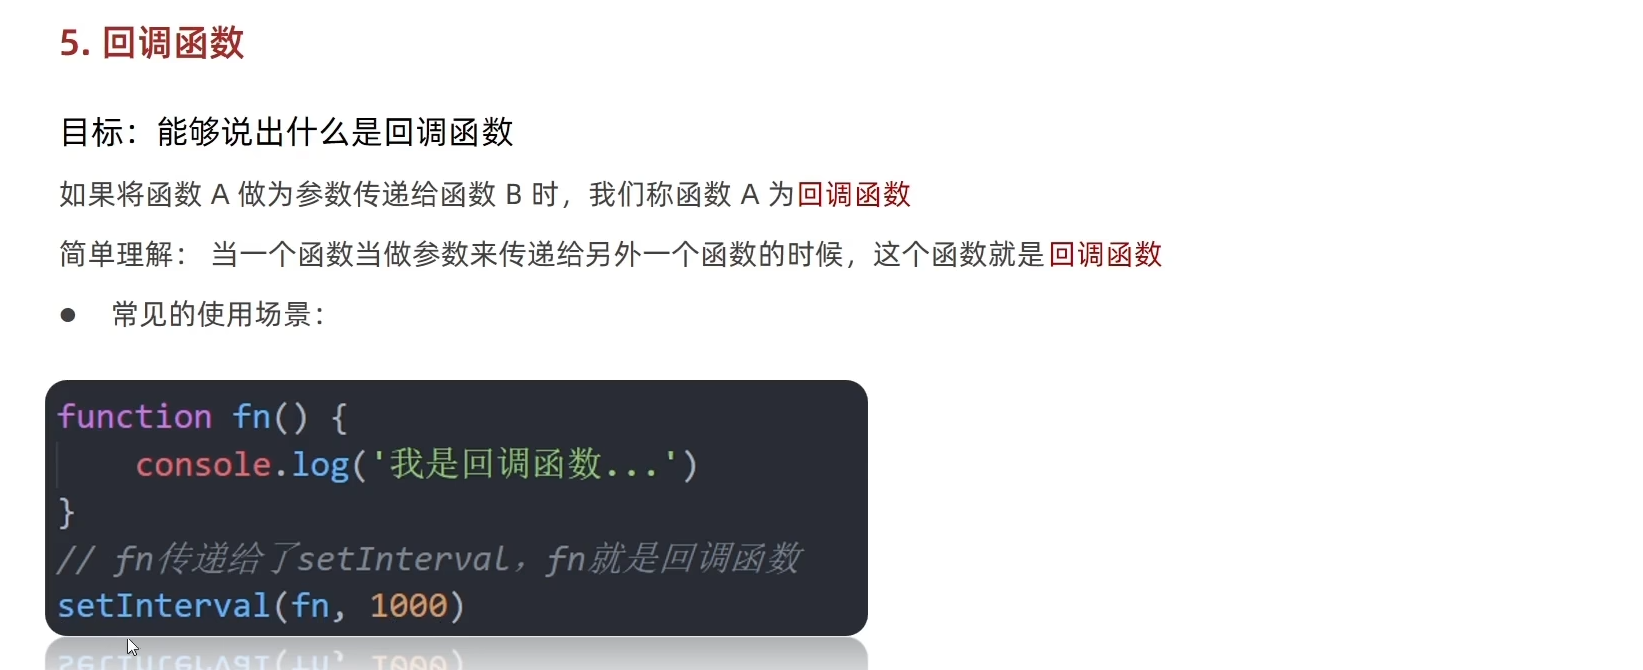 5. 回调函数
目标：能够说出什么是回调函数
如果将函数 A 做为参数传递给函数 B 时，我们称函数 A 为回调函数
简单理解： 当一个函数当做参数来传递给另外一个函数的时候，这个函数就是回调函数
● 常见的使用场景：
function fn() {
    console.log('我是回调函数...')
}
// fn传递给了setInterval，fn就是回调函数
setInterval(fn, 1000)